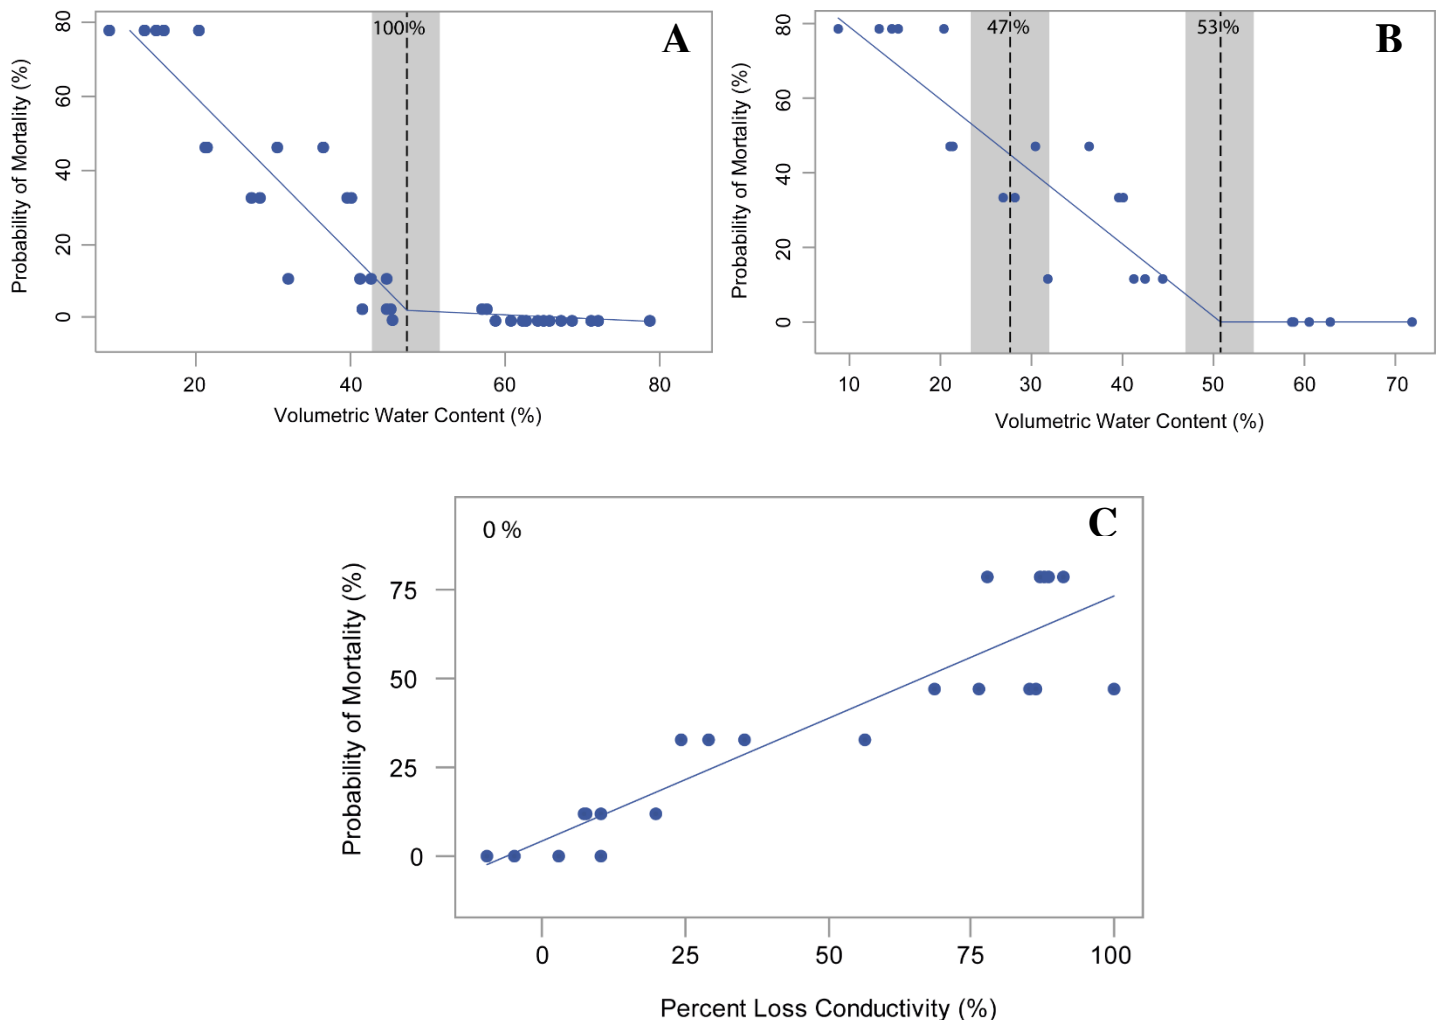 100%
A
Probability of Mortality (%)
80
60
40
20
0
20 40 60 80
Volumetric Water Content (%)
47% 53%
B
Probability of Mortality (%)
80
60
40
20
0
10 20 30 40 50 60 70
Volumetric Water Content (%)
0 %
C
Probability of Mortality (%)
75
50
25
0
0 25 50 75 100
Percent Loss Conductivity (%)